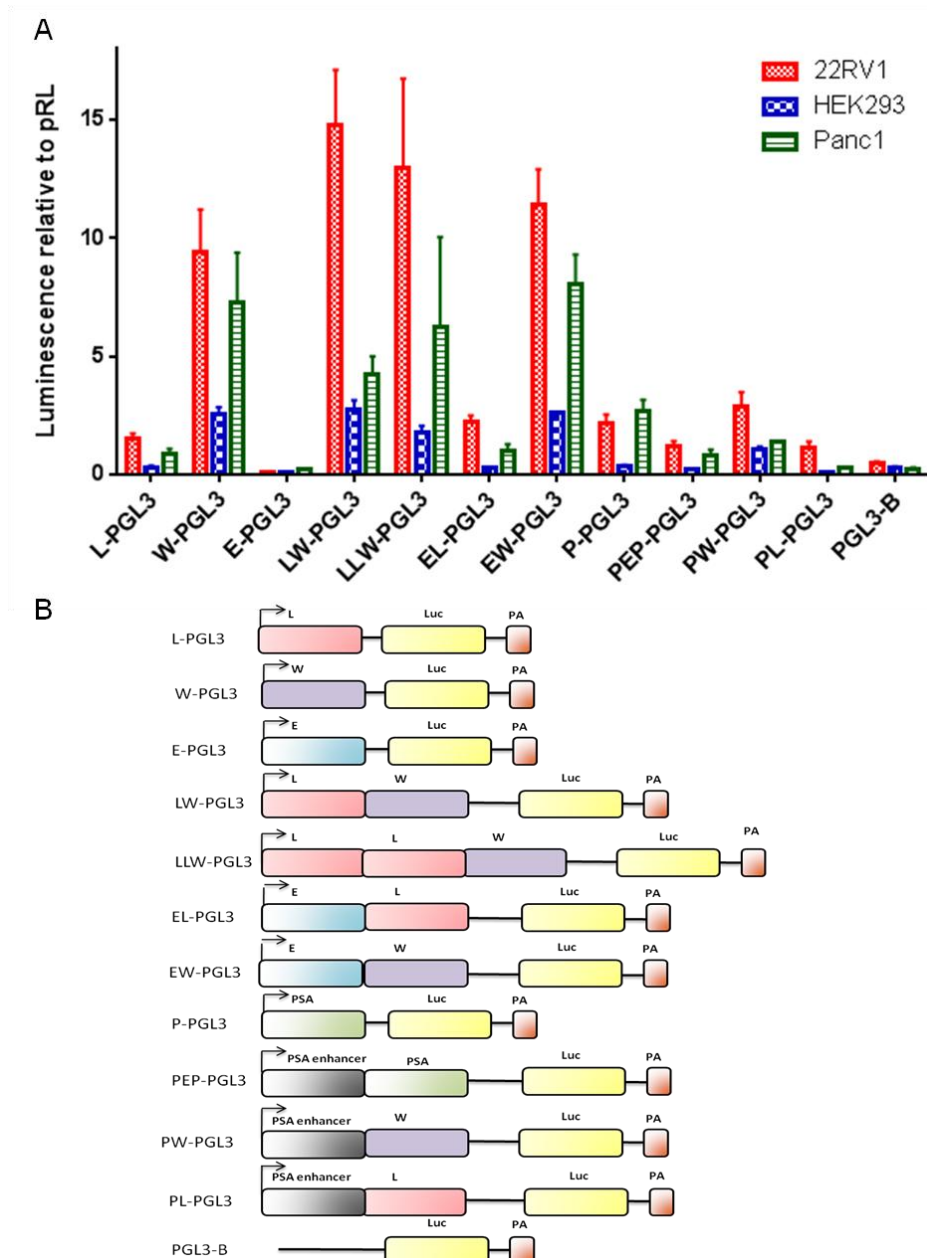 A
22RV1
HEK293
Panc1
Luminescence relative to pRL
15
10
5
0
L-PGL3
W-PGL3
E-PGL3
LW-PGL3
LLW-PGL3
EL-PGL3
EW-PGL3
P-PGL3
PEP-PGL3
PW-PGL3
PL-PGL3
PGL3-B
B
L-PGL3 L Luc PA
W-PGL3 W Luc PA
E-PGL3 E Luc PA
LW-PGL3 L W Luc PA
LLW-PGL3 L L W Luc PA
EL-PGL3 E L Luc PA
EW-PGL3 E W Luc PA
P-PGL3 PSA Luc PA
PEP-PGL3 PSA enhancer PSA Luc PA
PW-PGL3 PSA enhancer W Luc PA
PL-PGL3 PSA enhancer L Luc PA
PGL3-B Luc PA